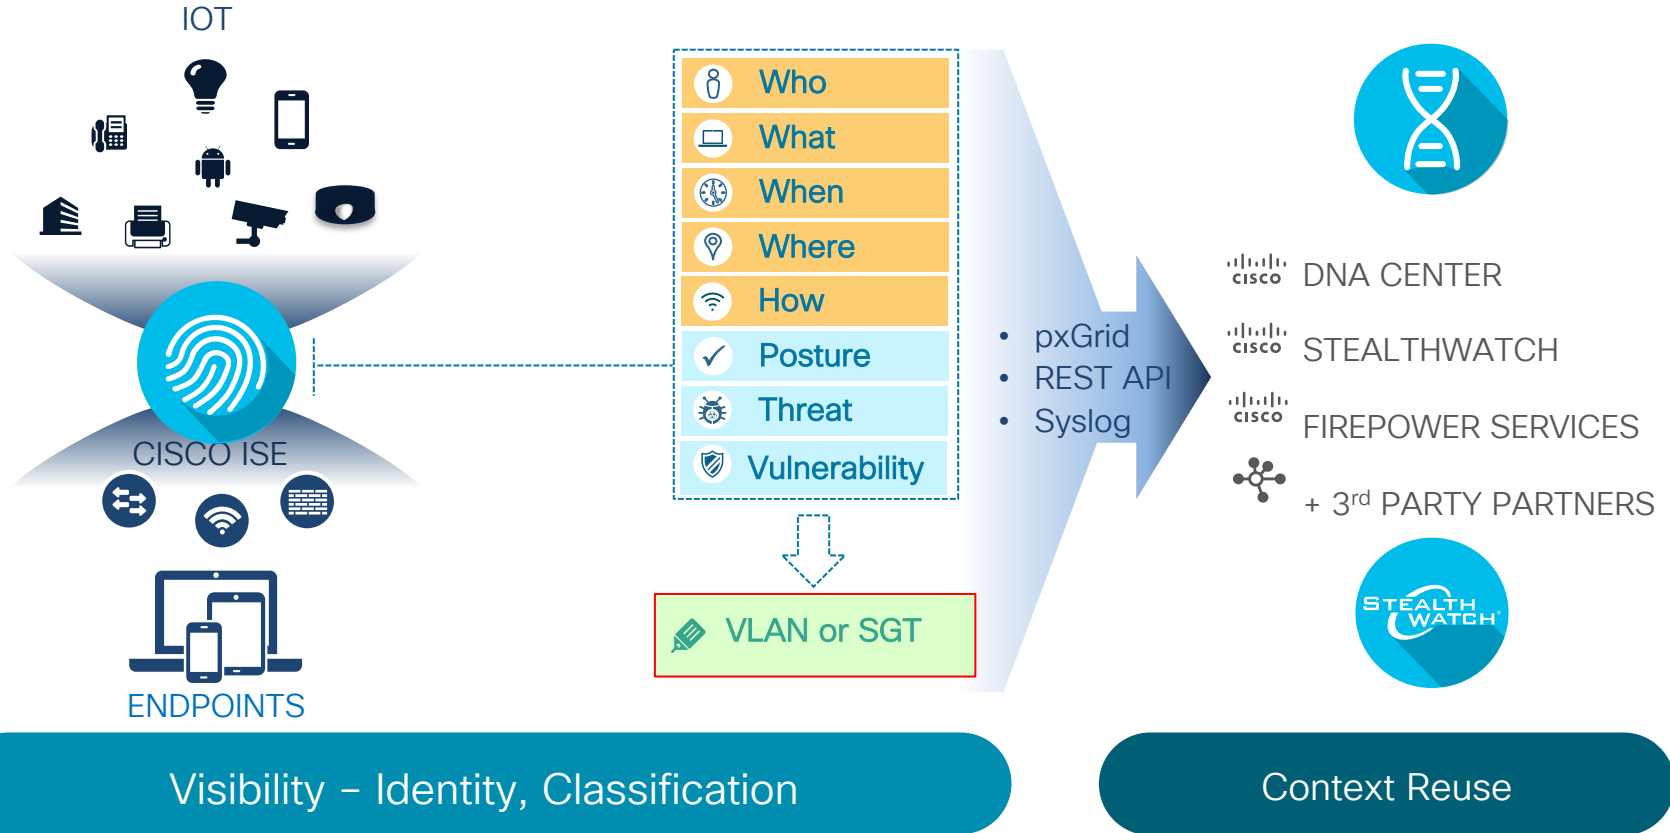 IOT
CISCO ISE
ENDPOINTS
Who
What
When
Where
How
Posture
Threat
Vulnerability
VLAN or SGT
• pxGrid
• REST API
• Syslog
CISCO DNA CENTER
CISCO STEALTHWATCH
CISCO FIREPOWER SERVICES
+ 3rd PARTY PARTNERS
STEALTH
WATCH®
Visibility – Identity, Classification
Context Reuse